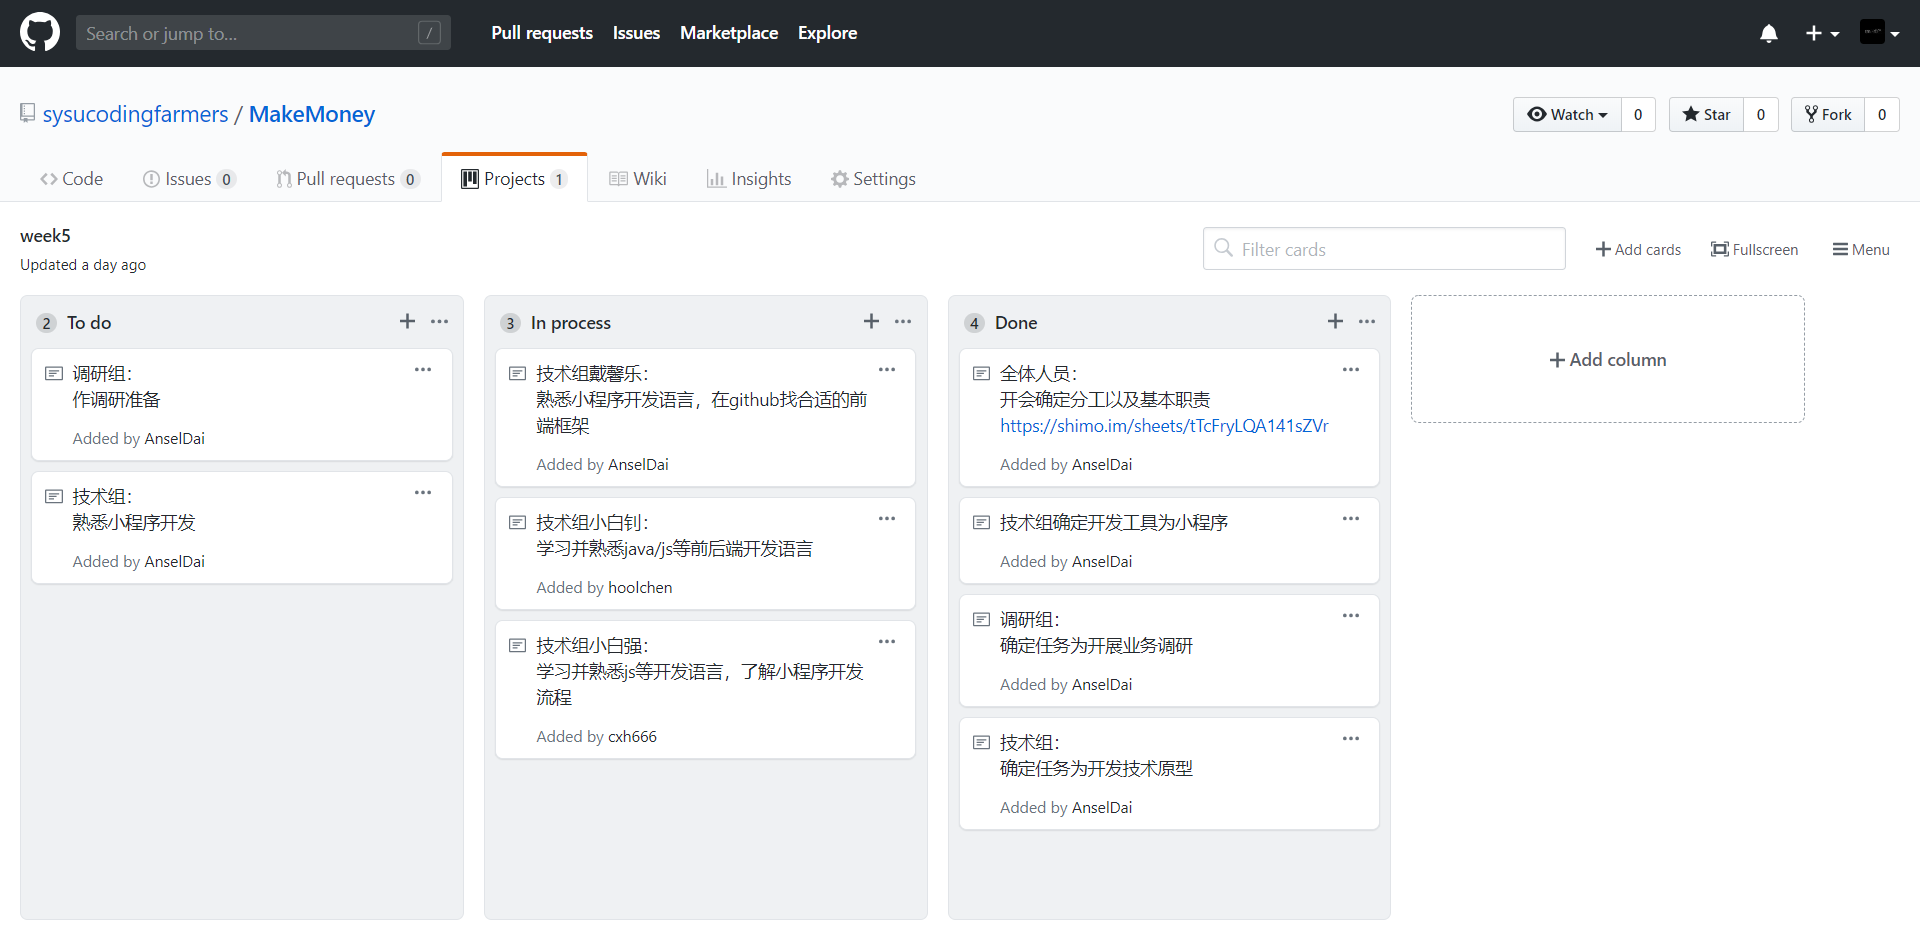 Search or jump to...
/
Pull requests Issues Marketplace Explore
sysucodingfarmers / MakeMoney
Watch 0 Star 0 Fork 0
Code Issues 0 Pull requests 0 Projects 1 Wiki Insights Settings
week5
Updated a day ago
Filter cards
Add cards Fullscreen Menu
2 To do
调研组：
作调研准备
Added by AnselDai
技术组：
熟悉小程序开发
Added by AnselDai
3 In process
技术组戴馨乐：
熟悉小程序开发语言，在github找合适的前
端框架
Added by AnselDai
技术组小白钊：
学习并熟悉java/js等前后端开发语言
Added by hoolchen
技术组小白强：
学习并熟悉js等开发语言，了解小程序开发
流程
Added by cxh666
4 Done
全体人员：
开会确定分工以及基本职责
https://shimo.im/sheets/tTcFryLQA141sZVr
Added by AnselDai
技术组确定开发工具为小程序
Added by AnselDai
调研组：
确定任务为开展业务调研
Added by AnselDai
技术组：
确定任务为开发技术原型
Added by AnselDai
Add column